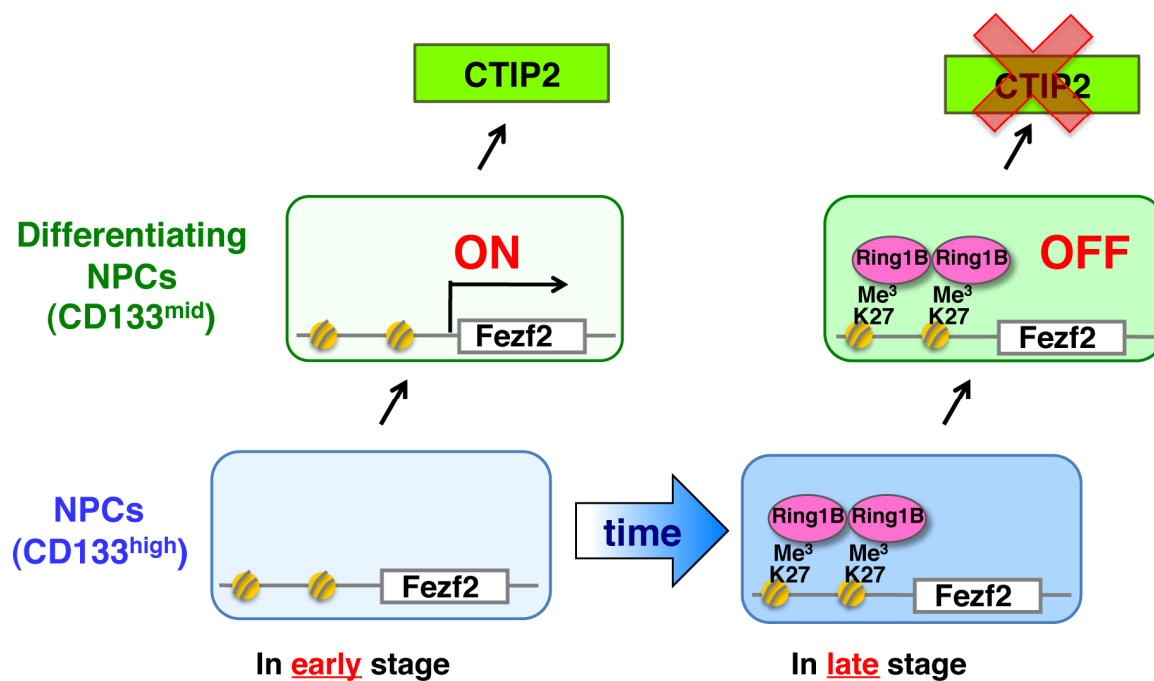 CTIP2
CTIP2
Differentiating
NPCs
(CD133mid)
ON
Fezf2
Ring1B Ring1B OFF
Me3 Me3
K27 K27
Fezf2
NPCs
(CD133high)
Fezf2
time
Ring1B Ring1B
Me3 Me3
K27 K27
Fezf2
In early stage
In late stage